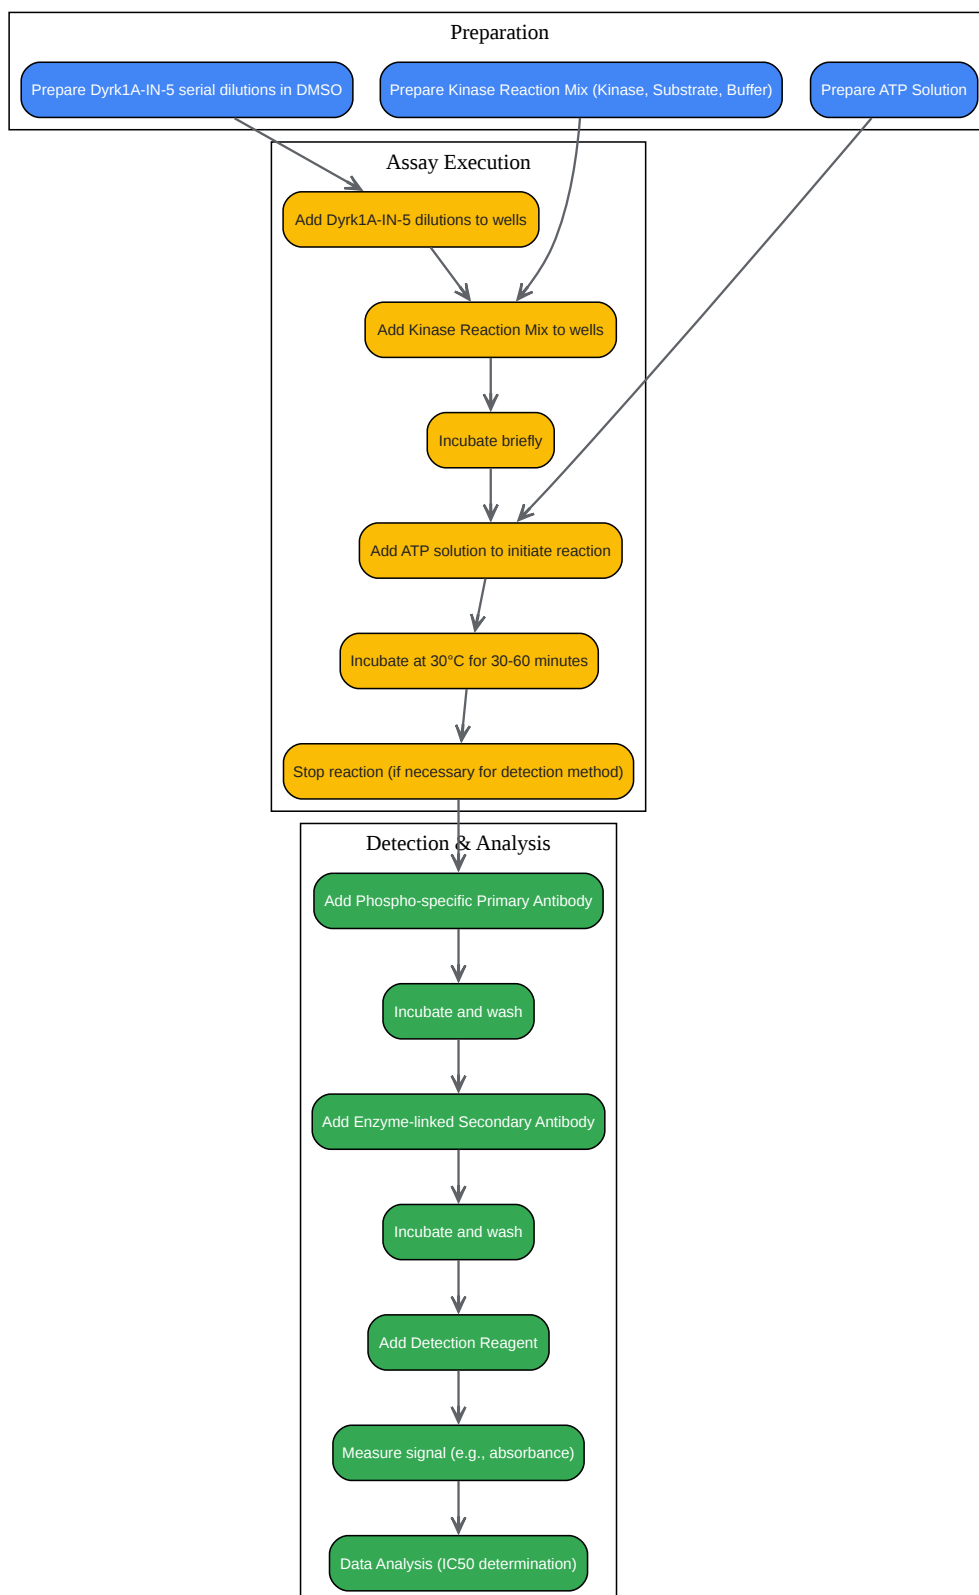 Preparation
Prepare Dyrk1A-IN-5 serial dilutions in DMSO
Prepare Kinase Reaction Mix (Kinase, Substrate, Buffer)
Prepare ATP Solution
Assay Execution
Add Dyrk1A-IN-5 dilutions to wells
Add Kinase Reaction Mix to wells
Incubate briefly
Add ATP solution to initiate reaction
Incubate at 30°C for 30-60 minutes
Stop reaction (if necessary for detection method)
Detection & Analysis
Add Phospho-specific Primary Antibody
Incubate and wash
Add Enzyme-linked Secondary Antibody
Incubate and wash
Add Detection Reagent
Measure signal (e.g., absorbance)
Data Analysis (IC50 determination)